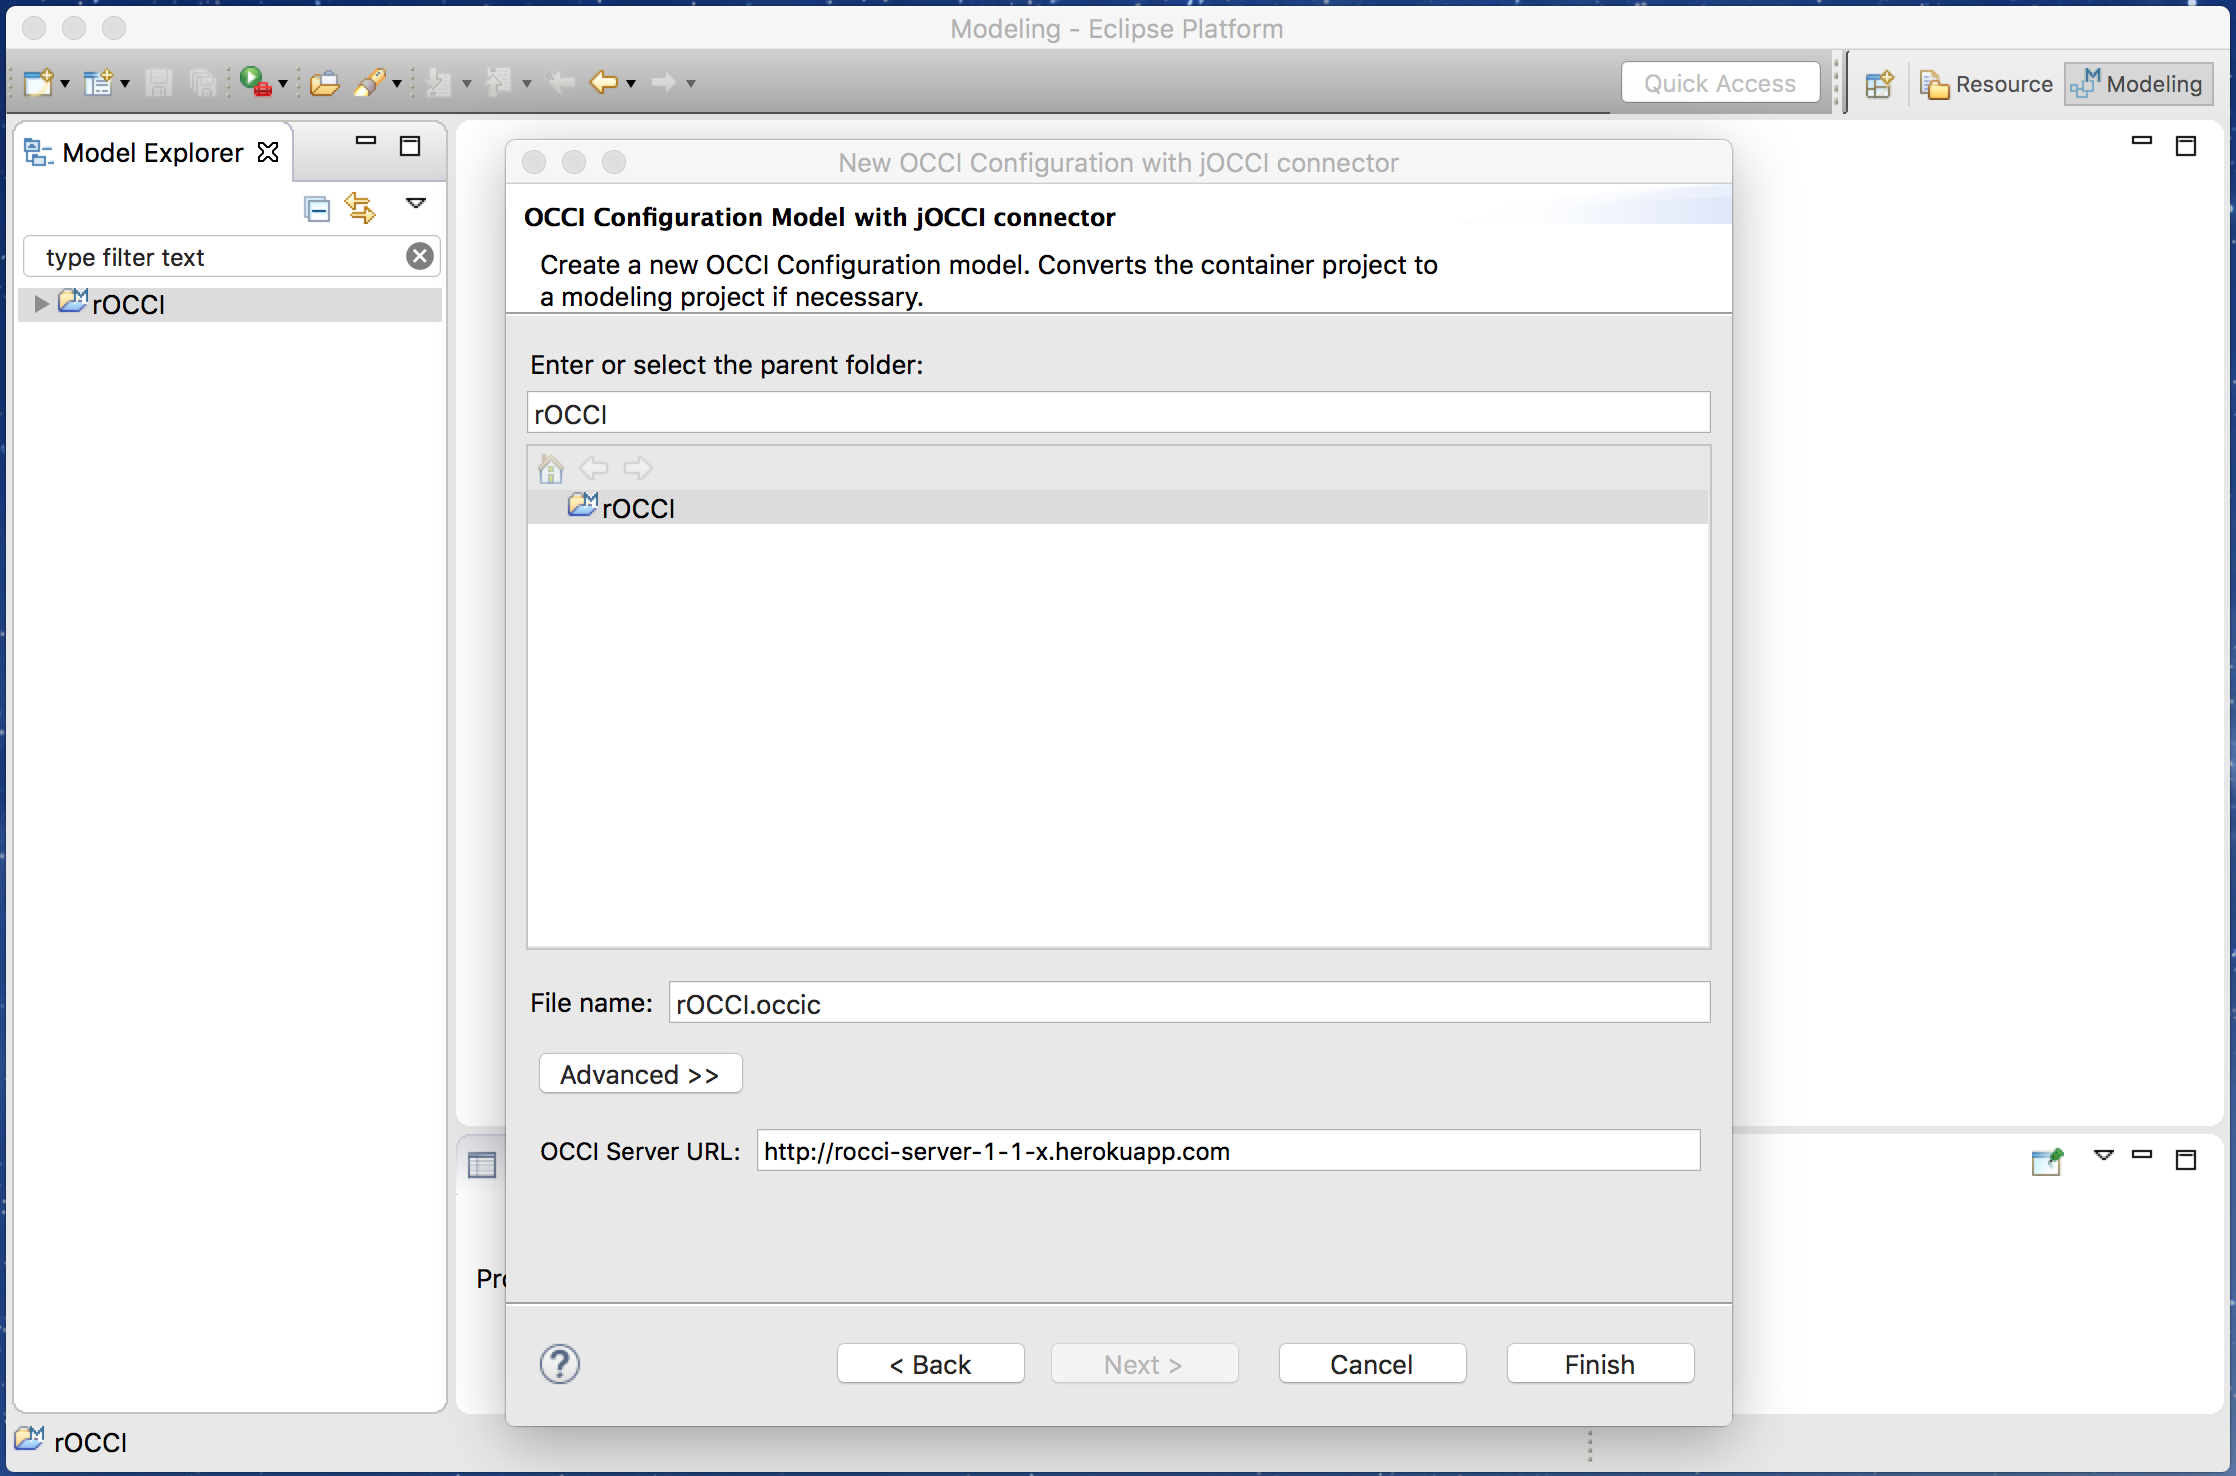 Modeling - Eclipse Platform
Quick Access
Resource
Modeling
Model Explorer
type filter text
rOCCI
New OCCI Configuration with jOCCI connector
OCCI Configuration Model with jOCCI connector
Create a new OCCI Configuration model. Converts the container project to
a modeling project if necessary.
Enter or select the parent folder:
rOCCI
rOCCI
File name:
rOCCI.occic
Advanced >>
OCCI Server URL:
http://rocci-server-1-1-x.herokuapp.com
< Back
Next >
Cancel
Finish
rOCCI